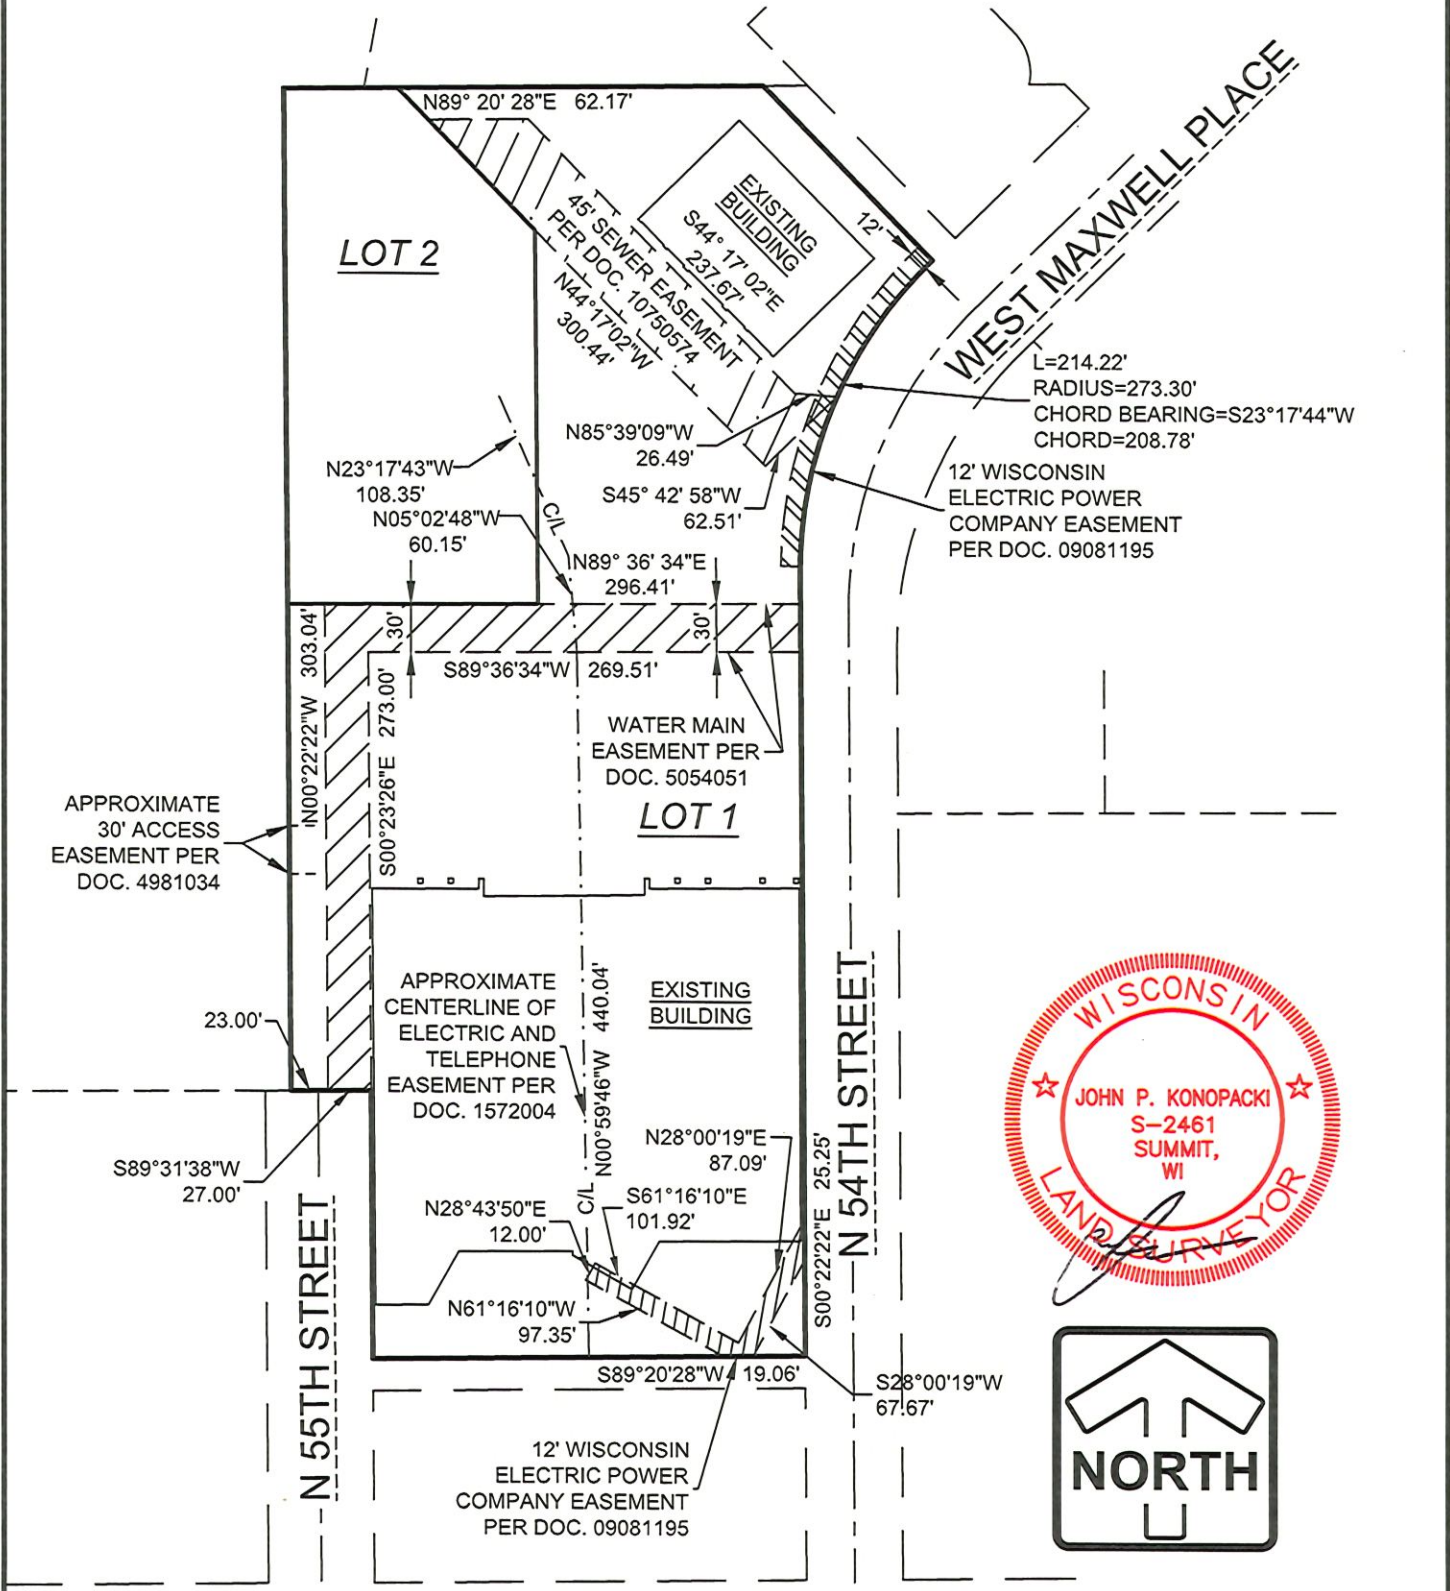 N89° 20' 28"E 62.17'
LOT 2
45' SEWER EASEMENT
PER DOC. 10750574
N44°17'02"W
300.44'
EXISTING
BUILDING
S44° 17' 02"E
237.67'
12'
WEST MAXWELL PLACE
L=214.22'
RADIUS=273.30'
CHORD BEARING=S23°17'44"W
CHORD=208.78'
N85°39'09"W
26.49'
S45° 42' 58"W
62.51'
12' WISCONSIN
ELECTRIC POWER
COMPANY EASEMENT
PER DOC. 09081195
N23°17'43"W
108.35'
N05°02'48"W
60.15'
C/L
N89° 36' 34"E
296.41'
30'
30'
S89°36'34"W 269.51'
N00°22'22"W 303.04'
S00°23'26"E 273.00'
WATER MAIN
EASEMENT PER
DOC. 5054051
LOT 1
APPROXIMATE
30' ACCESS
EASEMENT PER
DOC. 4981034
APPROXIMATE
CENTERLINE OF
ELECTRIC AND
TELEPHONE
EASEMENT PER
DOC. 1572004
C/L N00°59'46"W 440.04'
EXISTING
BUILDING
23.00'
S89°31'38"W
27.00'
N 55TH STREET
N28°43'50"E
12.00'
S61°16'10"E
101.92'
N28°00'19"E
87.09'
S00°22'22"E 25.25'
N 54TH STREET
N61°16'10"W
97.35'
S89°20'28"W 19.06'
S28°00'19"W
67.67'
12' WISCONSIN
ELECTRIC POWER
COMPANY EASEMENT
PER DOC. 09081195
WISCONSIN
JOHN P. KONOPACKI
S-2461
SUMMIT,
WI
LAND SURVEYOR
NORTH